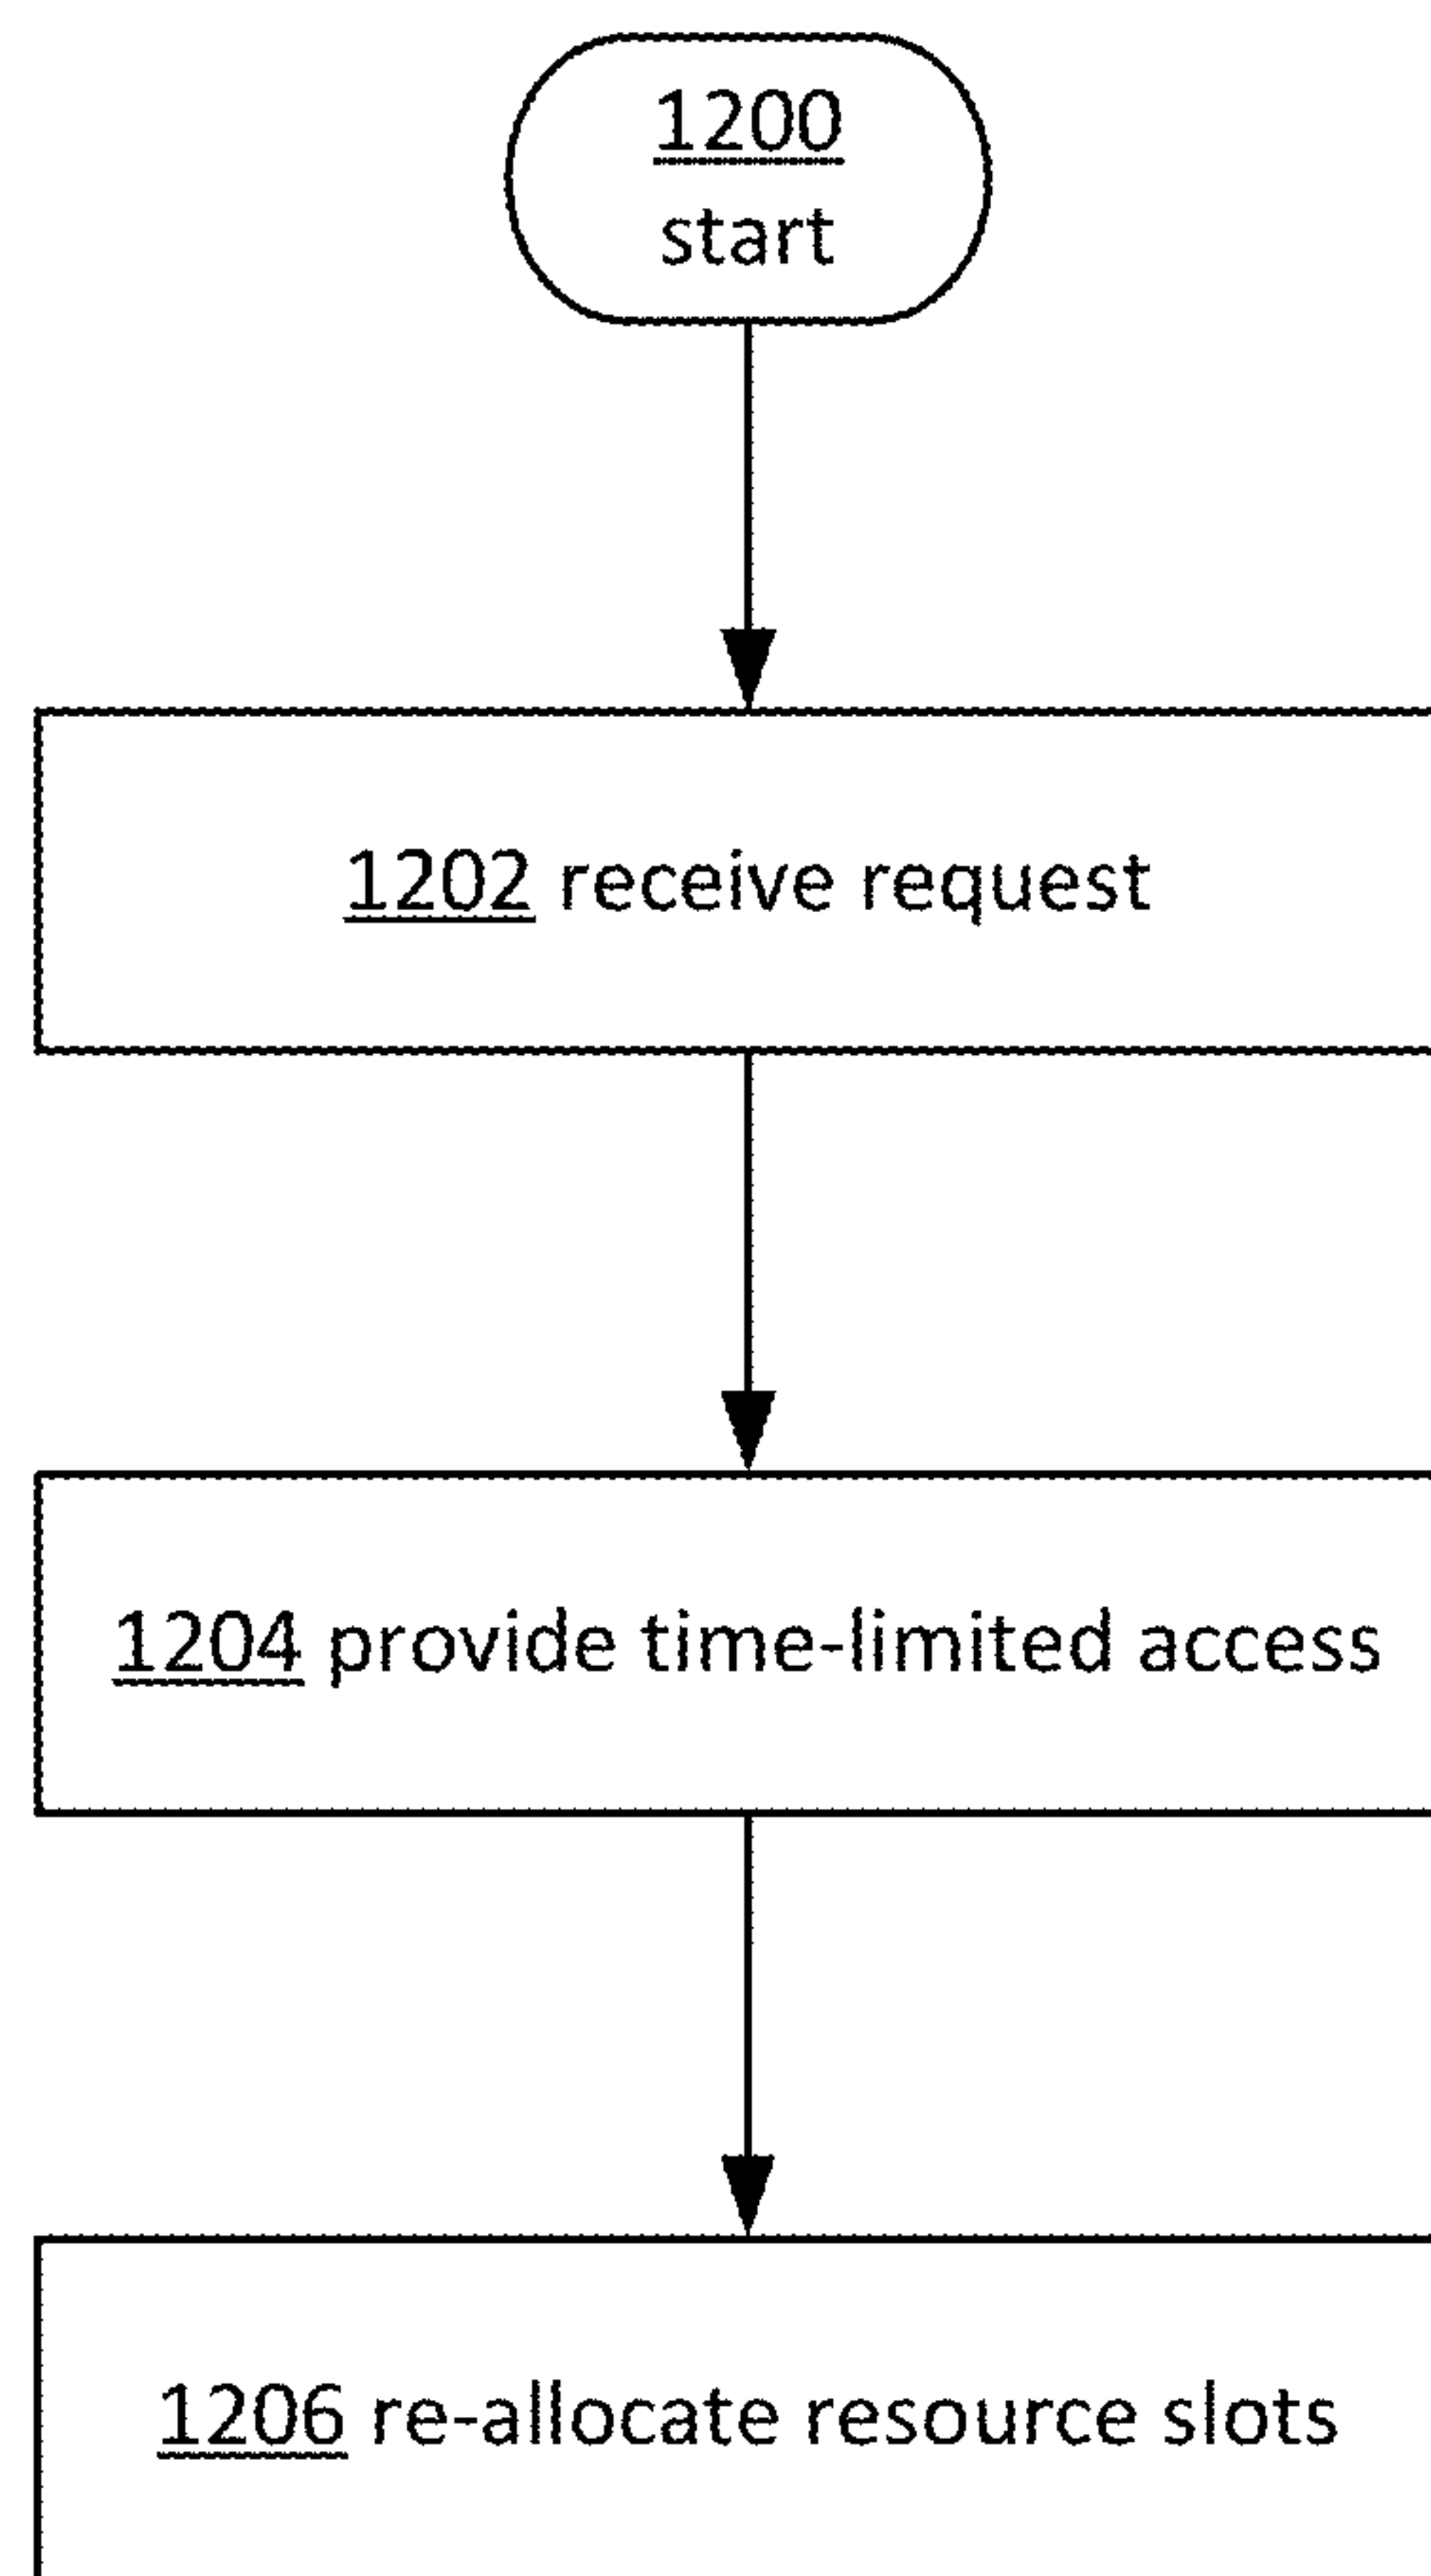 1200
start
1202 receive request
1204 provide time-limited access
1206 re-allocate resource slots